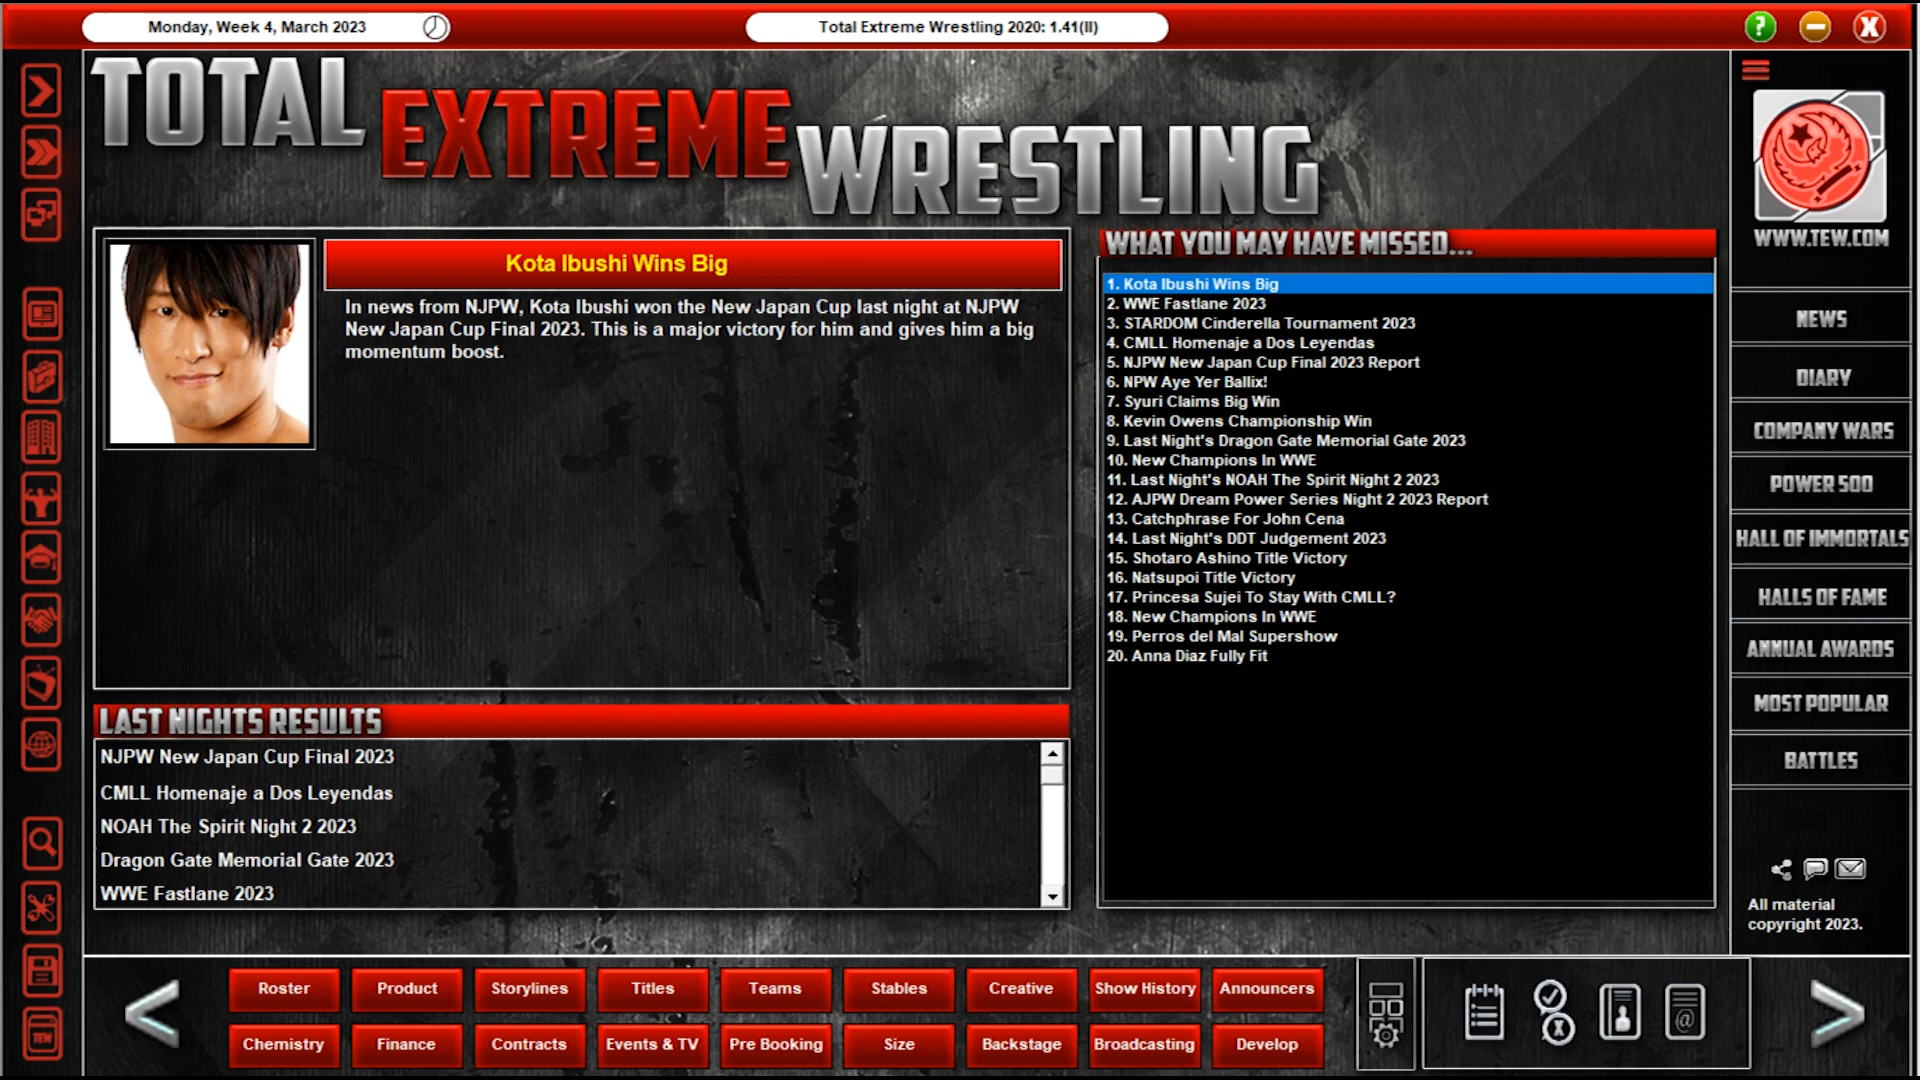 Monday, Week 4, March 2023
Total Extreme Wrestling 2020: 1.41(II)
?
X
TOTAL EXTREME WRESTLING
WWW.TEW.COM
Kota Ibushi Wins Big
In news from NJPW, Kota Ibushi won the New Japan Cup last night at NJPW
New Japan Cup Final 2023. This is a major victory for him and gives him a big
momentum boost.
WHAT YOU MAY HAVE MISSED...
1. Kota Ibushi Wins Big
2. WWE Fastlane 2023
3. STARDOM Cinderella Tournament 2023
4. CMLL Homenaje a Dos Leyendas
5. NJPW New Japan Cup Final 2023 Report
6. NPW Aye Yer Ballix!
7. Syuri Claims Big Win
8. Kevin Owens Championship Win
9. Last Night's Dragon Gate Memorial Gate 2023
10. New Champions In WWE
11. Last Night's NOAH The Spirit Night 2 2023
12. AJPW Dream Power Series Night 2 2023 Report
13. Catchphrase For John Cena
14. Last Night's DDT Judgement 2023
15. Shotaro Ashino Title Victory
16. Natsupoi Title Victory
17. Princesa Sujei To Stay With CMLL?
18. New Champions In WWE
19. Perros del Mal Supershow
20. Anna Diaz Fully Fit
LAST NIGHTS RESULTS
NJPW New Japan Cup Final 2023
CMLL Homenaje a Dos Leyendas
NOAH The Spirit Night 2 2023
Dragon Gate Memorial Gate 2023
WWE Fastlane 2023
NEWS
DIARY
COMPANY WARS
POWER 500
HALL OF IMMORTALS
HALLS OF FAME
ANNUAL AWARDS
MOST POPULAR
BATTLES
All material
copyright 2023.
TEW
Roster
Product
Storylines
Titles
Teams
Stables
Creative
Show History
Announcers
Chemistry
Finance
Contracts
Events & TV
Pre Booking
Size
Backstage
Broadcasting
Develop
X
@